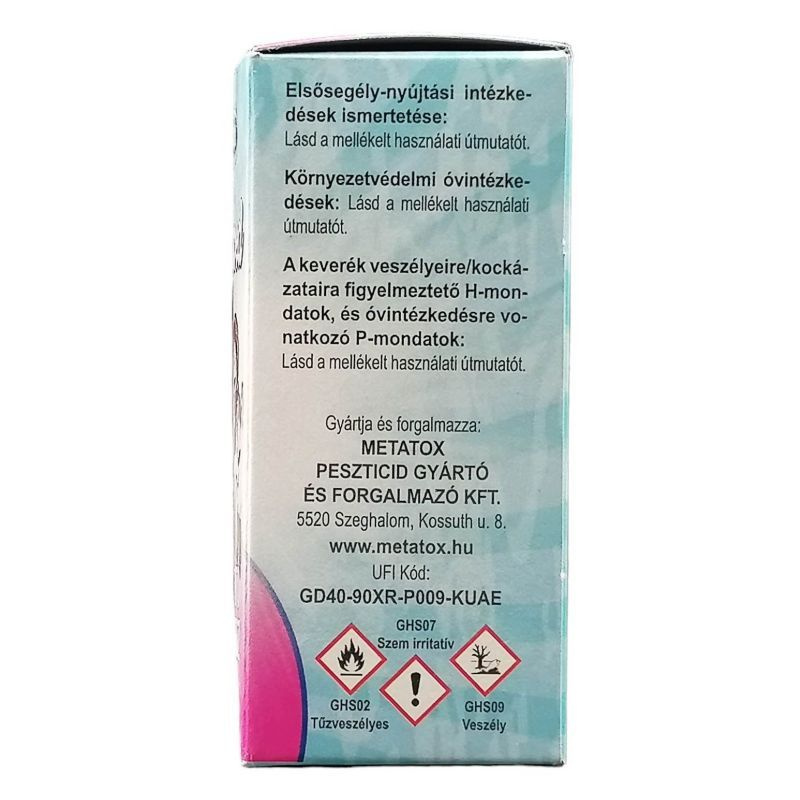 Elsősegély-nyújtási intézke-
dések ismertetése:
Lásd a mellékelt használati útmutatót.
Környezetvédelmi óvintézke-
dések: Lásd a mellékelt használati
útmutatót.
A keverék veszélyeire/kocká-
zataira figyelmeztető H-mon-
datok, és óvintézkedésre vo-
natkozó P-mondatok:
Lásd a mellékelt használati útmutatót.
Gyártja és forgalmazza:
METATOX
PESZTICID GYÁRTÓ
ÉS FORGALMAZÓ KFT.
5520 Szeghalom, Kossuth u. 8.
www.metatox.hu
UFI Kód:
GD40-90XR-P009-KUAE
GHS07
Szem irritatív
GHS02
Tűzveszélyes
GHS09
Veszély